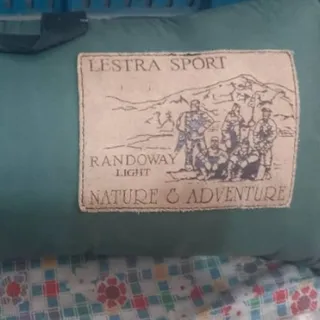 LESTRA SPORT
RANDOWAY
LIGHT
NATURE & ADVENTURE